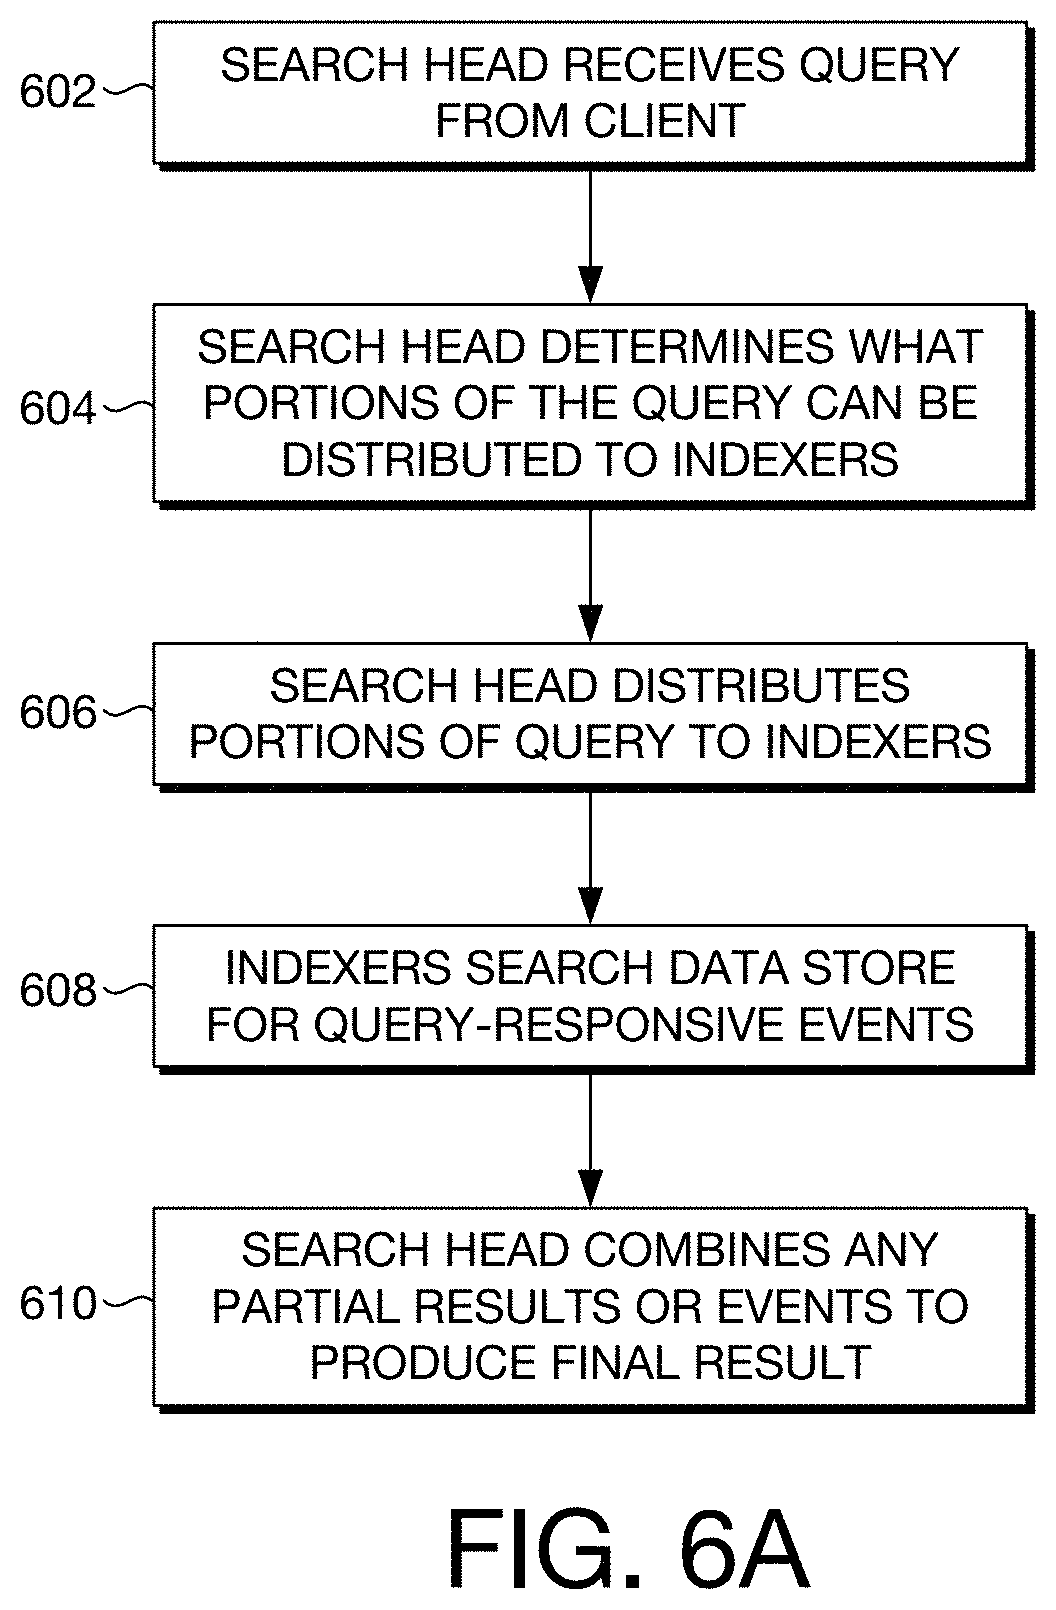 602
SEARCH HEAD RECEIVES QUERY
FROM CLIENT
604
SEARCH HEAD DETERMINES WHAT
PORTIONS OF THE QUERY CAN BE
DISTRIBUTED TO INDEXERS
606
SEARCH HEAD DISTRIBUTES
PORTIONS OF QUERY TO INDEXERS
608
INDEXERS SEARCH DATA STORE
FOR QUERY-RESPONSIVE EVENTS
610
SEARCH HEAD COMBINES ANY
PARTIAL RESULTS OR EVENTS TO
PRODUCE FINAL RESULT
FIG. 6A